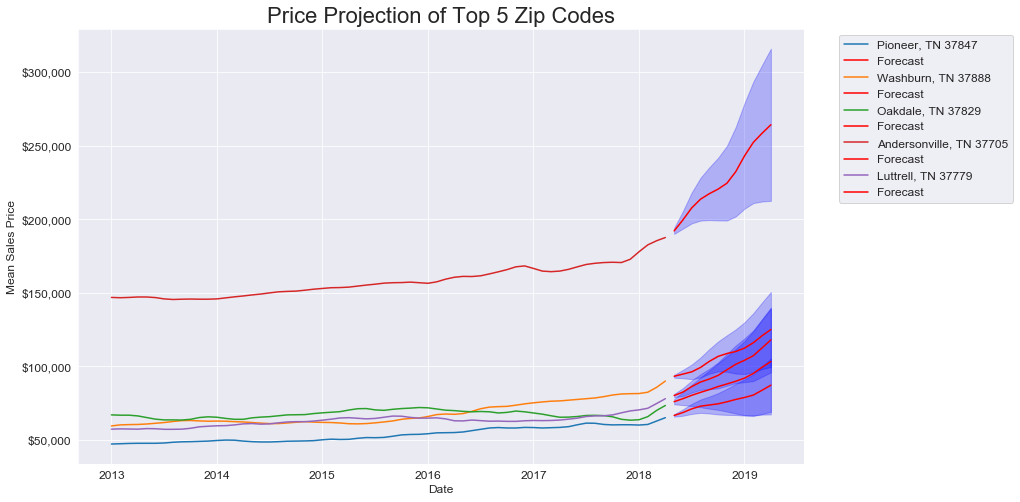 Price Projection of Top 5 Zip Codes
Pioneer, TN 37847
Forecast
Washburn, TN 37888
Forecast
Oakdale, TN 37829
Forecast
Andersonville, TN 37705
Forecast
Luttrell, TN 37779
Forecast
$300,000
$250,000
$200,000
$150,000
$100,000
$50,000
Mean Sales Price
2013 2014 2015 2016 2017 2018 2019
Date